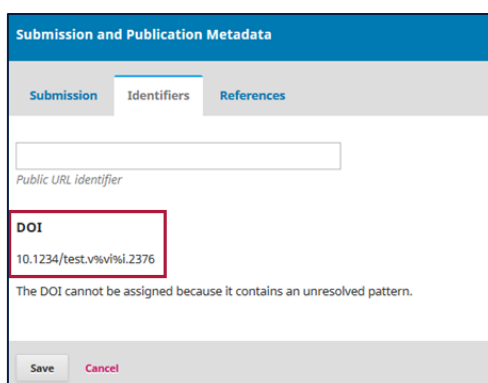 Submission and Publication Metadata
Submission Identifiers References
Public URL identifier
DOI
10.1234/test.v%vi%i.2376
The DOI cannot be assigned because it contains an unresolved pattern.
Save Cancel